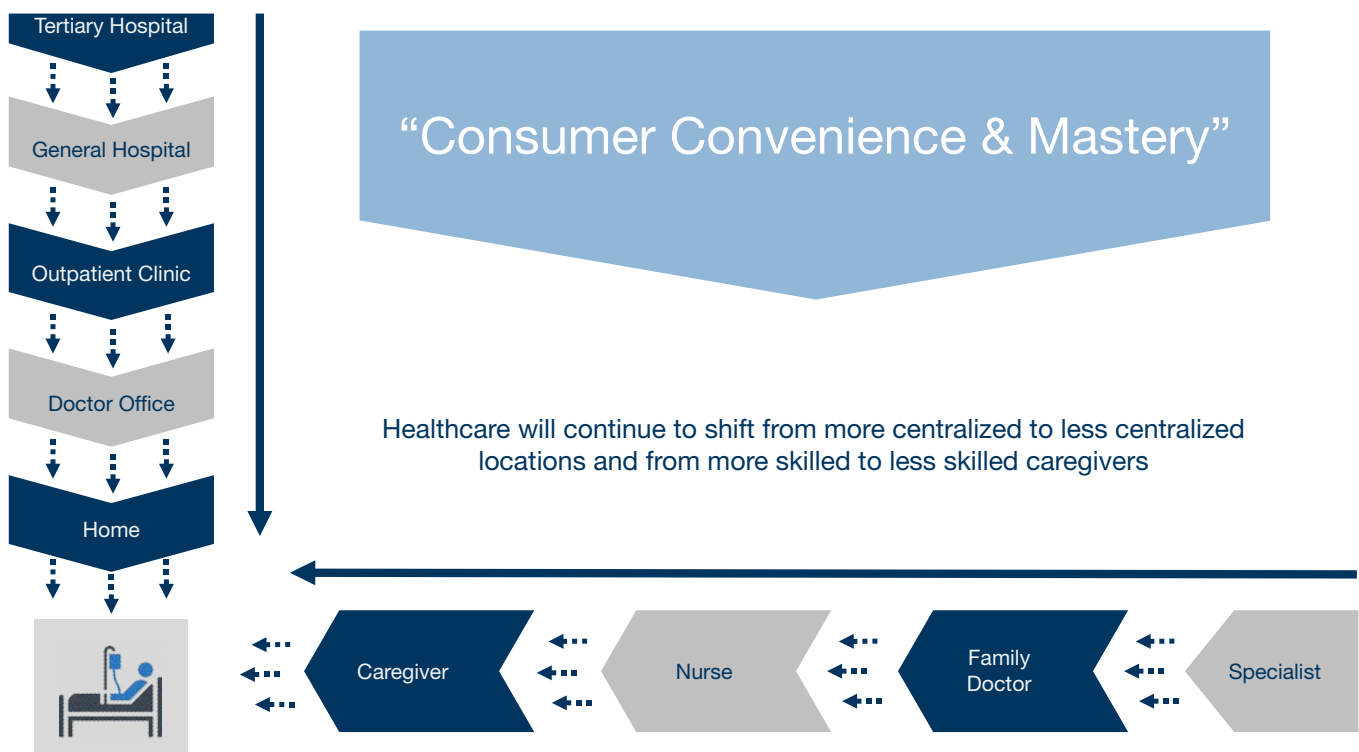 Tertiary Hospital
General Hospital
Outpatient Clinic
Doctor Office
Home
“Consumer Convenience & Mastery”
Healthcare will continue to shift from more centralized to less centralized
locations and from more skilled to less skilled caregivers
Caregiver
Nurse
Family
Doctor
Specialist